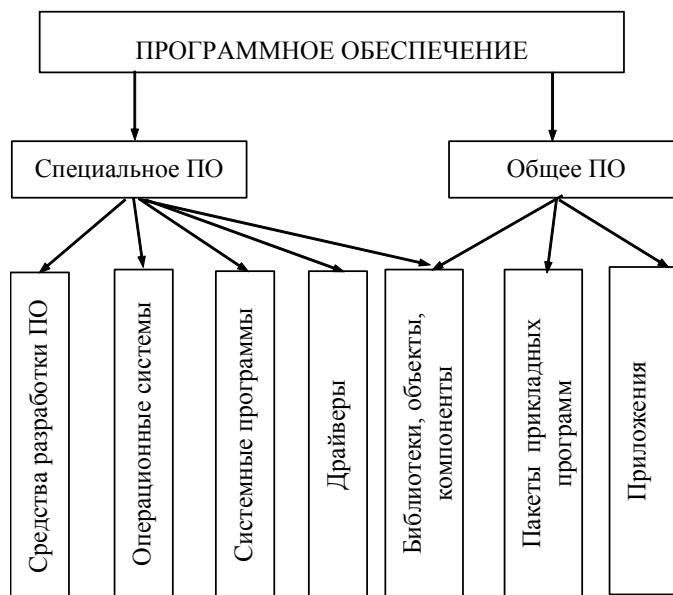 ПРОГРАММНОЕ ОБЕСПЕЧЕНИЕ
Специальное ПО
Общее ПО
Средства разработки ПО
Операционные системы
Системные программы
Драйверы
Библиотеки, объекты,
компоненты
Пакеты прикладных
программ
Приложения